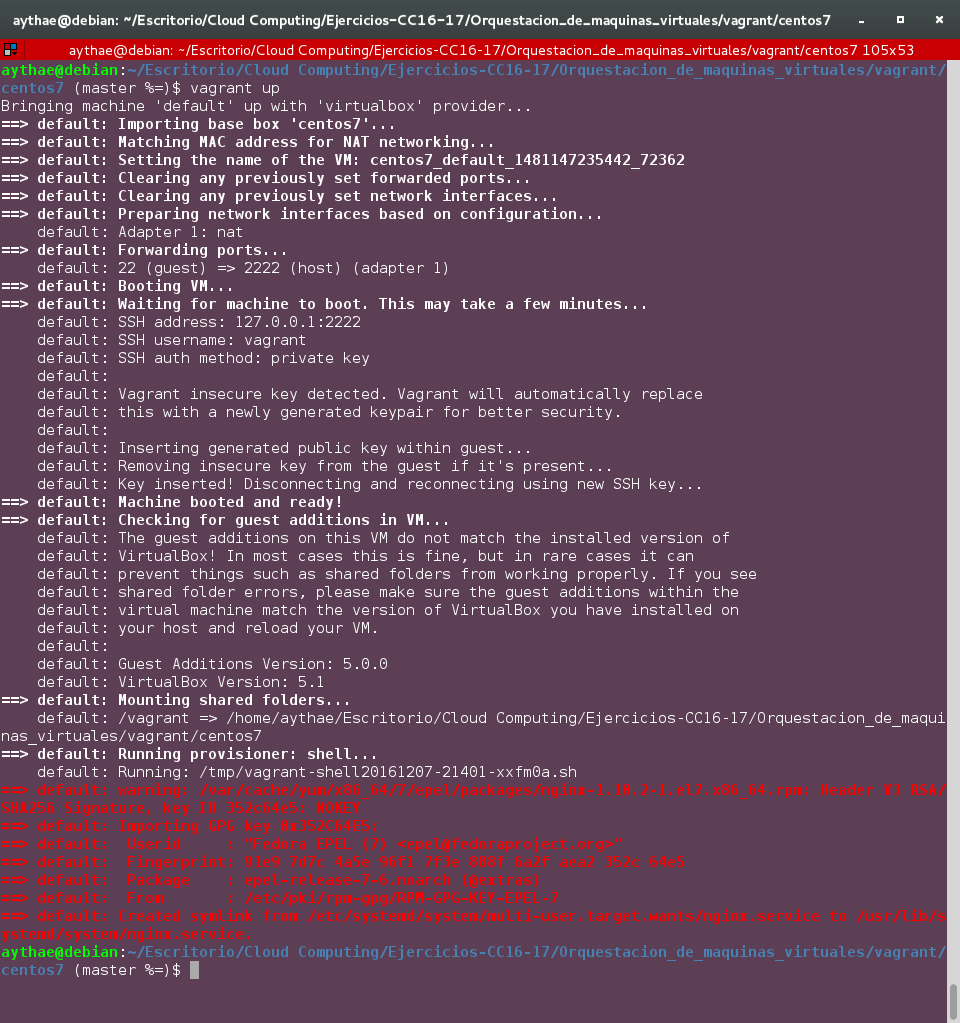 aythae@debian: ~/Escritorio/Cloud Computing/Ejercicios-CC16-17/Orquestacion_de_maquinas_virtuales/vagrant/centos7
aythae@debian: ~/Escritorio/Cloud Computing/Ejercicios-CC16-17/Orquestacion_de_maquinas_virtuales/vagrant/centos7 105x53
aythae@debian:~/Escritorio/Cloud Computing/Ejercicios-CC16-17/Orquestacion_de_maquinas_virtuales/vagrant/
centos7 (master %=)$ vagrant up
Bringing machine 'default' up with 'virtualbox' provider...
==> default: Importing base box 'centos7'...
==> default: Matching MAC address for NAT networking...
==> default: Setting the name of the VM: centos7_default_1481147235442_72362
==> default: Clearing any previously set forwarded ports...
==> default: Clearing any previously set network interfaces...
==> default: Preparing network interfaces based on configuration...
    default: Adapter 1: nat
==> default: Forwarding ports...
    default: 22 (guest) => 2222 (host) (adapter 1)
==> default: Booting VM...
==> default: Waiting for machine to boot. This may take a few minutes...
    default: SSH address: 127.0.0.1:2222
    default: SSH username: vagrant
    default: SSH auth method: private key
    default:
    default: Vagrant insecure key detected. Vagrant will automatically replace
    default: this with a newly generated keypair for better security.
    default:
    default: Inserting generated public key within guest...
    default: Removing insecure key from the guest if it's present...
    default: Key inserted! Disconnecting and reconnecting using new SSH key...
==> default: Machine booted and ready!
==> default: Checking for guest additions in VM...
    default: The guest additions on this VM do not match the installed version of
    default: VirtualBox! In most cases this is fine, but in rare cases it can
    default: prevent things such as shared folders from working properly. If you see
    default: shared folder errors, please make sure the guest additions within the
    default: virtual machine match the version of VirtualBox you have installed on
    default: your host and reload your VM.
    default:
    default: Guest Additions Version: 5.0.0
    default: VirtualBox Version: 5.1
==> default: Mounting shared folders...
    default: /vagrant => /home/aythae/Escritorio/Cloud Computing/Ejercicios-CC16-17/Orquestacion_de_maqui
nas_virtuales/vagrant/centos7
==> default: Running provisioner: shell...
    default: Running: /tmp/vagrant-shell20161207-21401-xxfm0a.sh
==> default: warning: /var/cache/yum/x86_64/7/epel/packages/nginx-1.10.2-1.el7.x86_64.rpm: Header V3 RSA/
SHA256 Signature, key ID 352c64e5: NOKEY
==> default: Importing GPG key 0x352C64E5:
==> default:  Userid     : "Fedora EPEL (7) <epel@fedoraproject.org>"
==> default:  Fingerprint: 91e9 7d7c 4a5e 96f1 7f3e 888f 6a2f aea2 352c 64e5
==> default:  Package    : epel-release-7-6.noarch (@extras)
==> default:  From       : /etc/pki/rpm-gpg/RPM-GPG-KEY-EPEL-7
==> default: Created symlink from /etc/systemd/system/multi-user.target.wants/nginx.service to /usr/lib/s
ystemd/system/nginx.service.
aythae@debian:~/Escritorio/Cloud Computing/Ejercicios-CC16-17/Orquestacion_de_maquinas_virtuales/vagrant/
centos7 (master %=)$